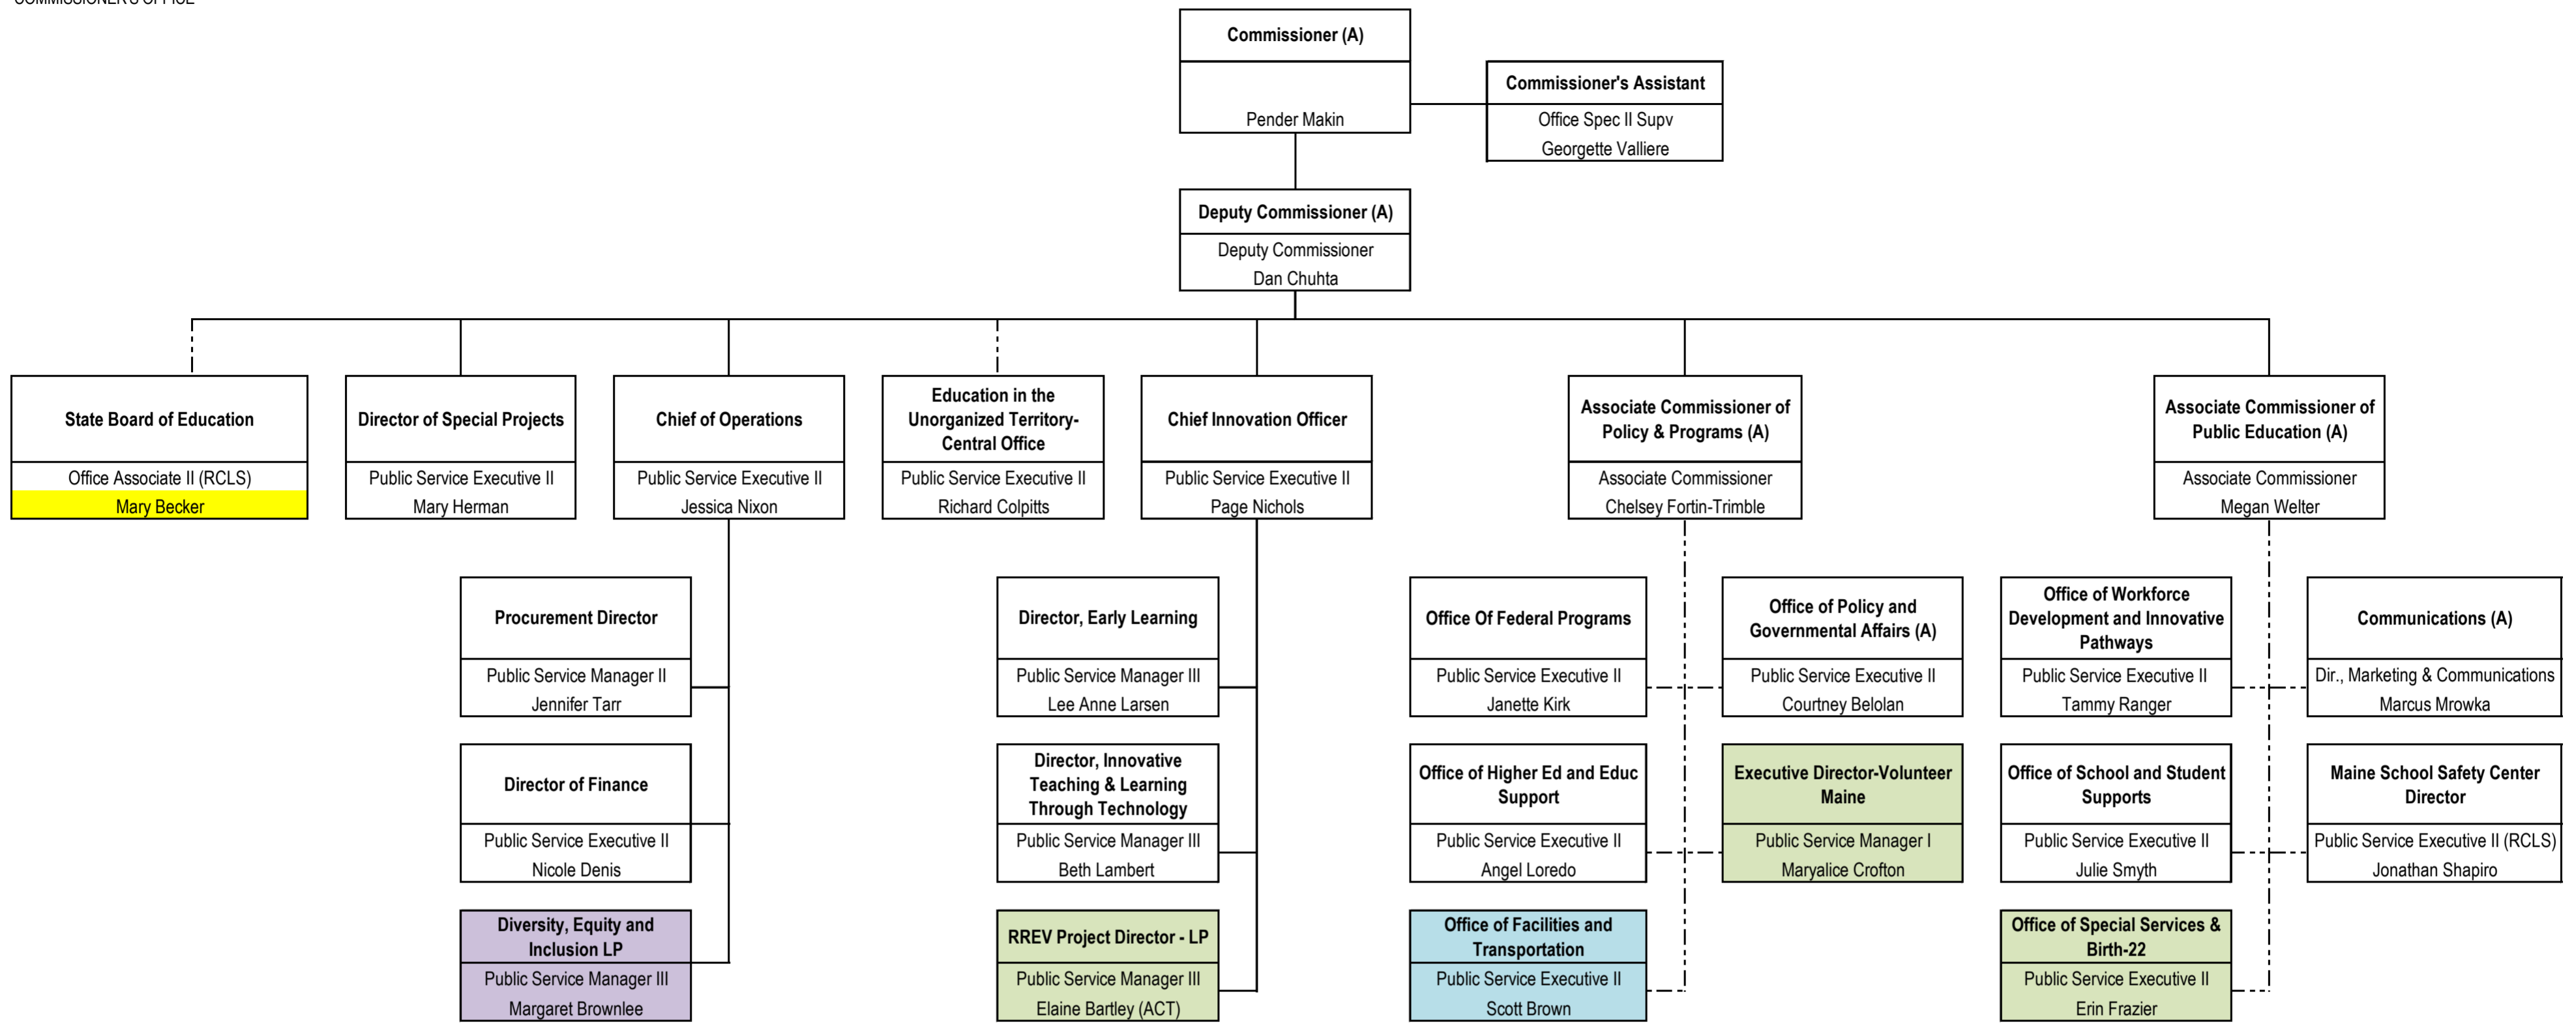 COMMISSIONER'S OFFICE
Commissioner (A)
Pender Makin
Commissioner's Assistant
Office Spec II Supv
Georgette Valliere
Deputy Commissioner (A)
Deputy Commissioner
Dan Chuhta
State Board of Education
Office Associate II (RCLS)
Mary Becker
Director of Special Projects
Public Service Executive II
Mary Herman
Chief of Operations
Public Service Executive II
Jessica Nixon
Education in the
Unorganized Territory-
Central Office
Public Service Executive II
Richard Colpitts
Chief Innovation Officer
Public Service Executive II
Page Nichols
Associate Commissioner of
Policy & Programs (A)
Associate Commissioner
Chelsey Fortin-Trimble
Associate Commissioner of
Public Education (A)
Associate Commissioner
Megan Welter
Procurement Director
Public Service Manager II
Jennifer Tarr
Director, Early Learning
Public Service Manager III
Lee Anne Larsen
Office Of Federal Programs
Public Service Executive II
Janette Kirk
Office of Policy and
Governmental Affairs (A)
Public Service Executive II
Courtney Belolan
Office of Workforce
Development and Innovative
Pathways
Public Service Executive II
Tammy Ranger
Communications (A)
Dir., Marketing & Communications
Marcus Mrowka
Director of Finance
Public Service Executive II
Nicole Denis
Director, Innovative
Teaching & Learning
Through Technology
Public Service Manager III
Beth Lambert
Office of Higher Ed and Educ
Support
Public Service Executive II
Angel Loredo
Executive Director-Volunteer
Maine
Public Service Manager I
Maryalice Crofton
Office of School and Student
Supports
Public Service Executive II
Julie Smyth
Maine School Safety Center
Director
Public Service Executive II (RCLS)
Jonathan Shapiro
Diversity, Equity and
Inclusion LP
Public Service Manager III
Margaret Brownlee
RREV Project Director - LP
Public Service Manager III
Elaine Bartley (ACT)
Office of Facilities and
Transportation
Public Service Executive II
Scott Brown
Office of Special Services &
Birth-22
Public Service Executive II
Erin Frazier